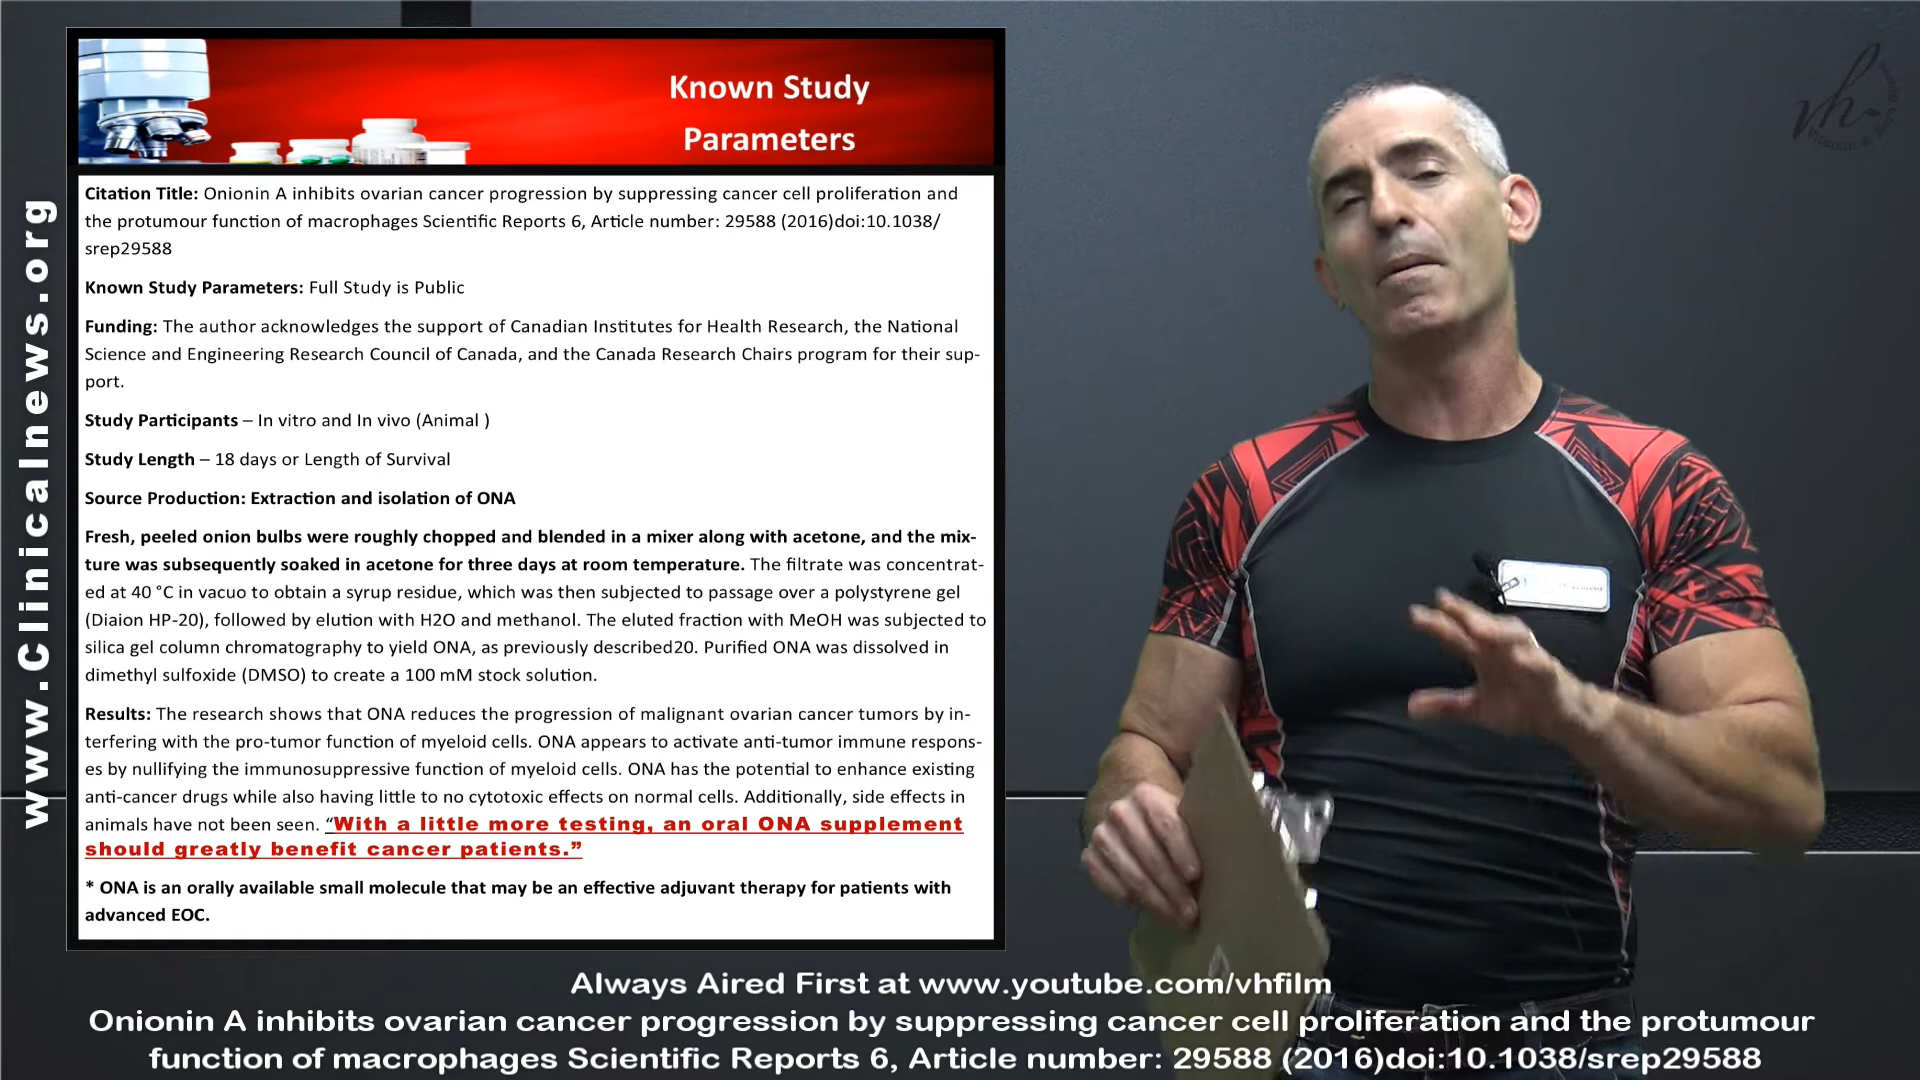 Known Study
Parameters
Citation Title: Onionin A inhibits ovarian cancer progression by suppressing cancer cell proliferation and
the protumour function of macrophages Scientific Reports 6, Article number: 29588 (2016)doi:10.1038/
srep29588
Known Study Parameters: Full Study is Public
Funding: The author acknowledges the support of Canadian Institutes for Health Research, the National
Science and Engineering Research Council of Canada, and the Canada Research Chairs program for their sup-
port.
Study Participants – In vitro and In vivo (Animal )
Study Length – 18 days or Length of Survival
Source Production: Extraction and isolation of ONA
Fresh, peeled onion bulbs were roughly chopped and blended in a mixer along with acetone, and the mix-
ture was subsequently soaked in acetone for three days at room temperature. The filtrate was concentrat-
ed at 40 °C in vacuo to obtain a syrup residue, which was then subjected to passage over a polystyrene gel
(Diaion HP-20), followed by elution with H2O and methanol. The eluted fraction with MeOH was subjected to
silica gel column chromatography to yield ONA, as previously described20. Purified ONA was dissolved in
dimethyl sulfoxide (DMSO) to create a 100 mM stock solution.
Results: The research shows that ONA reduces the progression of malignant ovarian cancer tumors by in-
terfering with the pro-tumor function of myeloid cells. ONA appears to activate anti-tumor immune respons-
es by nullifying the immunosuppressive function of myeloid cells. ONA has the potential to enhance existing
anti-cancer drugs while also having little to no cytotoxic effects on normal cells. Additionally, side effects in
animals have not been seen. “With a little more testing, an oral ONA supplement
should greatly benefit cancer patients.”
* ONA is an orally available small molecule that may be an effective adjuvant therapy for patients with
advanced EOC.
www.Clinicalnews.org
vh
Always Aired First at www.youtube.com/vhfilm
Onionin A inhibits ovarian cancer progression by suppressing cancer cell proliferation and the protumour
function of macrophages Scientific Reports 6, Article number: 29588 (2016)doi:10.1038/srep29588